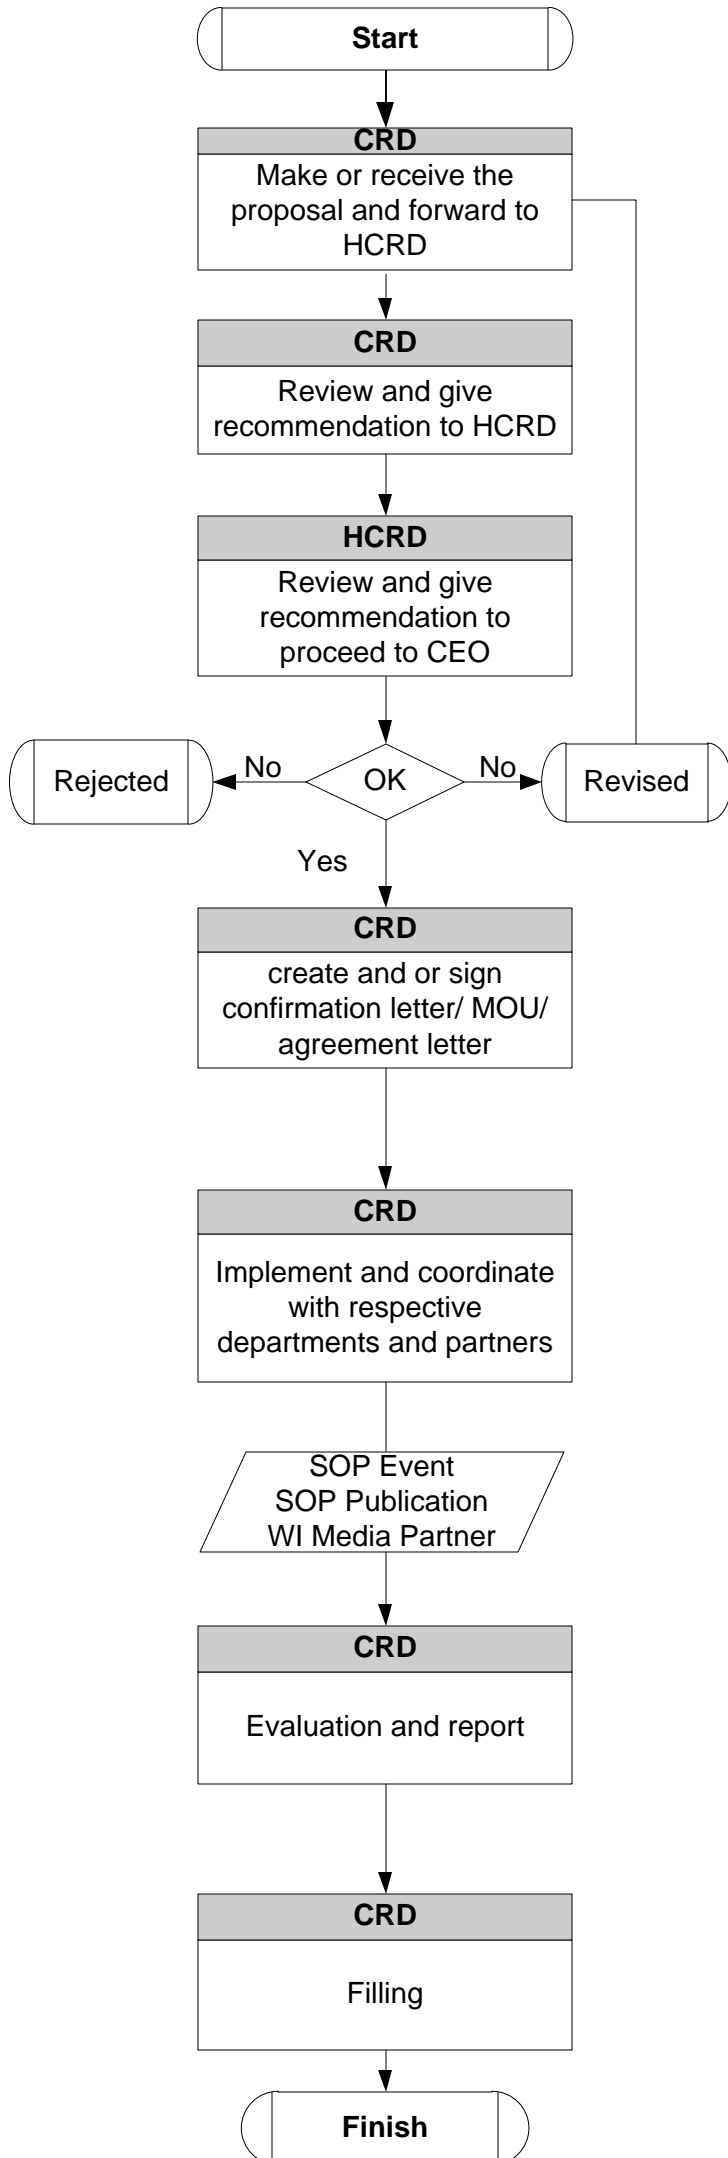 Start
CRD
Make or receive the
proposal and forward to
HCRD
CRD
Review and give
recommendation to HCRD
HCRD
Review and give
recommendation to
proceed to CEO
Rejected
No
OK
No
Revised
Yes
CRD
create and or sign
confirmation letter/ MOU/
agreement letter
CRD
Implement and coordinate
with respective
departments and partners
SOP Event
SOP Publication
WI Media Partner
CRD
Evaluation and report
CRD
Filling
Finish